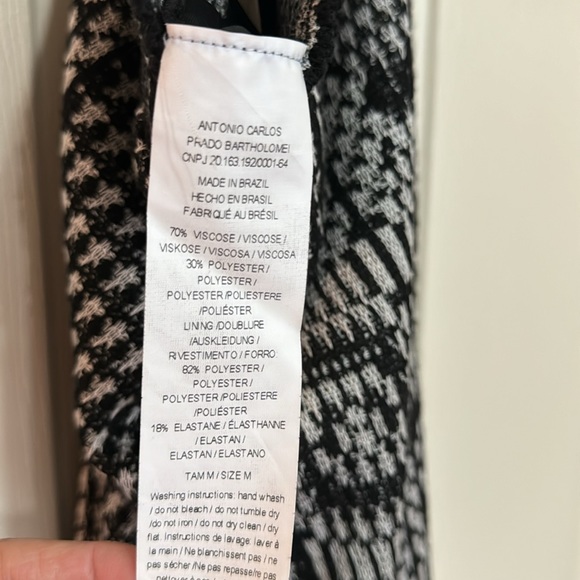 ANTONIO CARLOS
PRADO BARTHOLOMEI
CNPJ 20.163.192/0001-64
MADE IN BRAZIL
HECHO EN BRASIL
FABRIQUÉ AU BRÉSIL
70% VISCOSE / VISCOSE /
VISKOSE / VISCOSA / VISCOSA
30% POLYESTER /
POLYESTER /
POLYESTER /POLIESTERE
/POLIÉSTER
LINING / DOUBLURE
/AUSKLEIDUNG /
RIVESTIMENTO / FORRO:
82% POLYESTER /
POLYESTER /
POLYESTER /POLIESTERE
/POLIÉSTER
18% ELASTANE / ÉLASTHANNE
/ ELASTAN /
ELASTAN / ELASTANO
TAM M / SIZE M
Washing instructions: hand whash
/ do not bleach / do not tumble dry
/do not iron / do not dry clean / dry
flat. Instructions de lavage: laver à
la main / Ne blanchissent pas / ne
pas sécher /Ne pas repasse/re pas